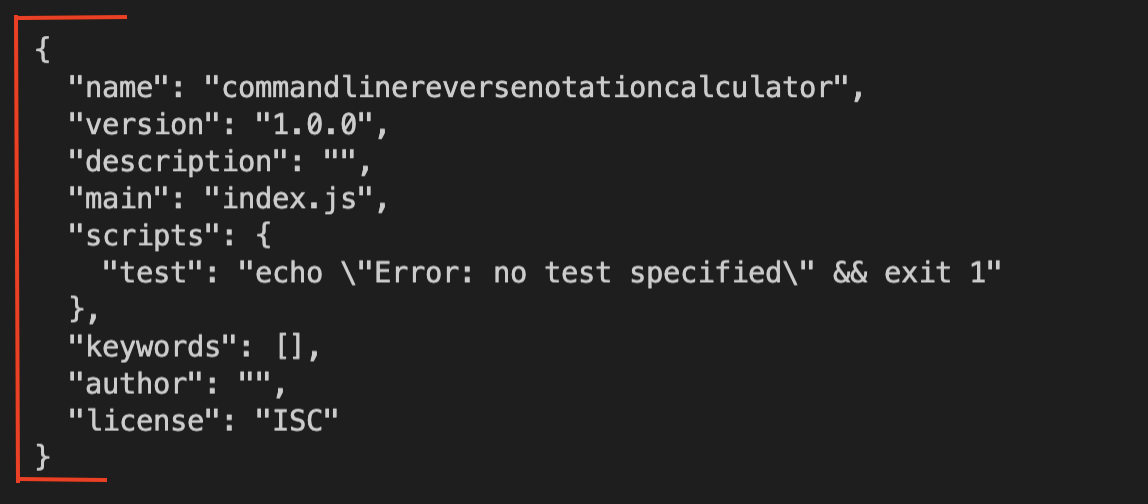 {
  "name": "commandlinereversenotationcalculator",
  "version": "1.0.0",
  "description": "",
  "main": "index.js",
  "scripts": {
    "test": "echo \"Error: no test specified\" && exit 1"
  },
  "keywords": [],
  "author": "",
  "license": "ISC"
}